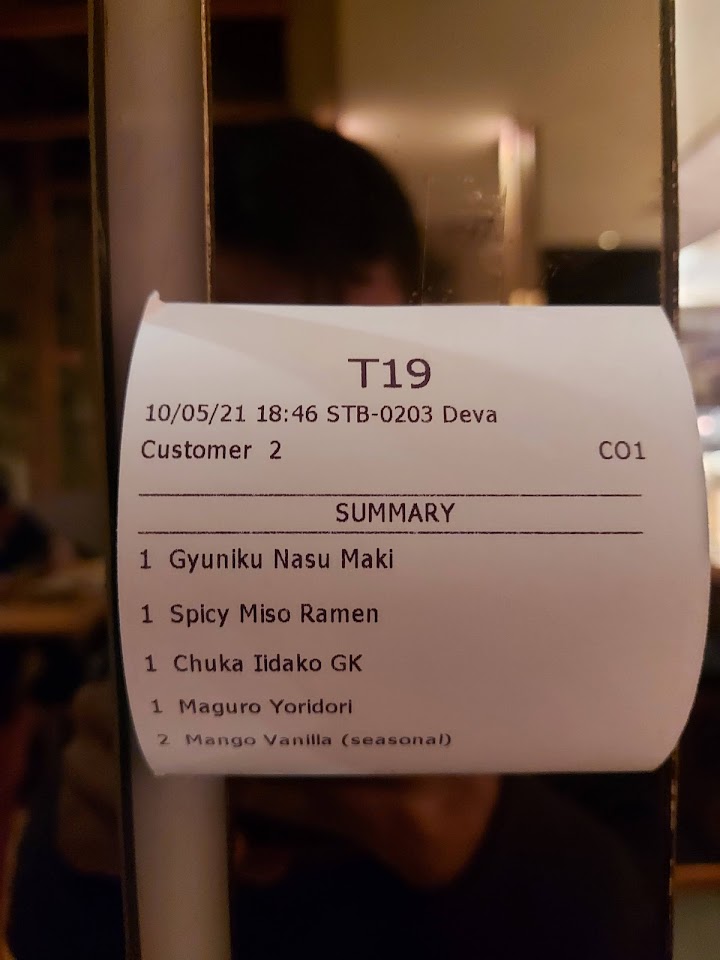 T19
10/05/21 18:46 STB-0203 Deva
Customer 2 CO1
SUMMARY
1 Gyuniku Nasu Maki
1 Spicy Miso Ramen
1 Chuka Iidako GK
1 Maguro Yoridori
2 Mango Vanilla (seasonal)